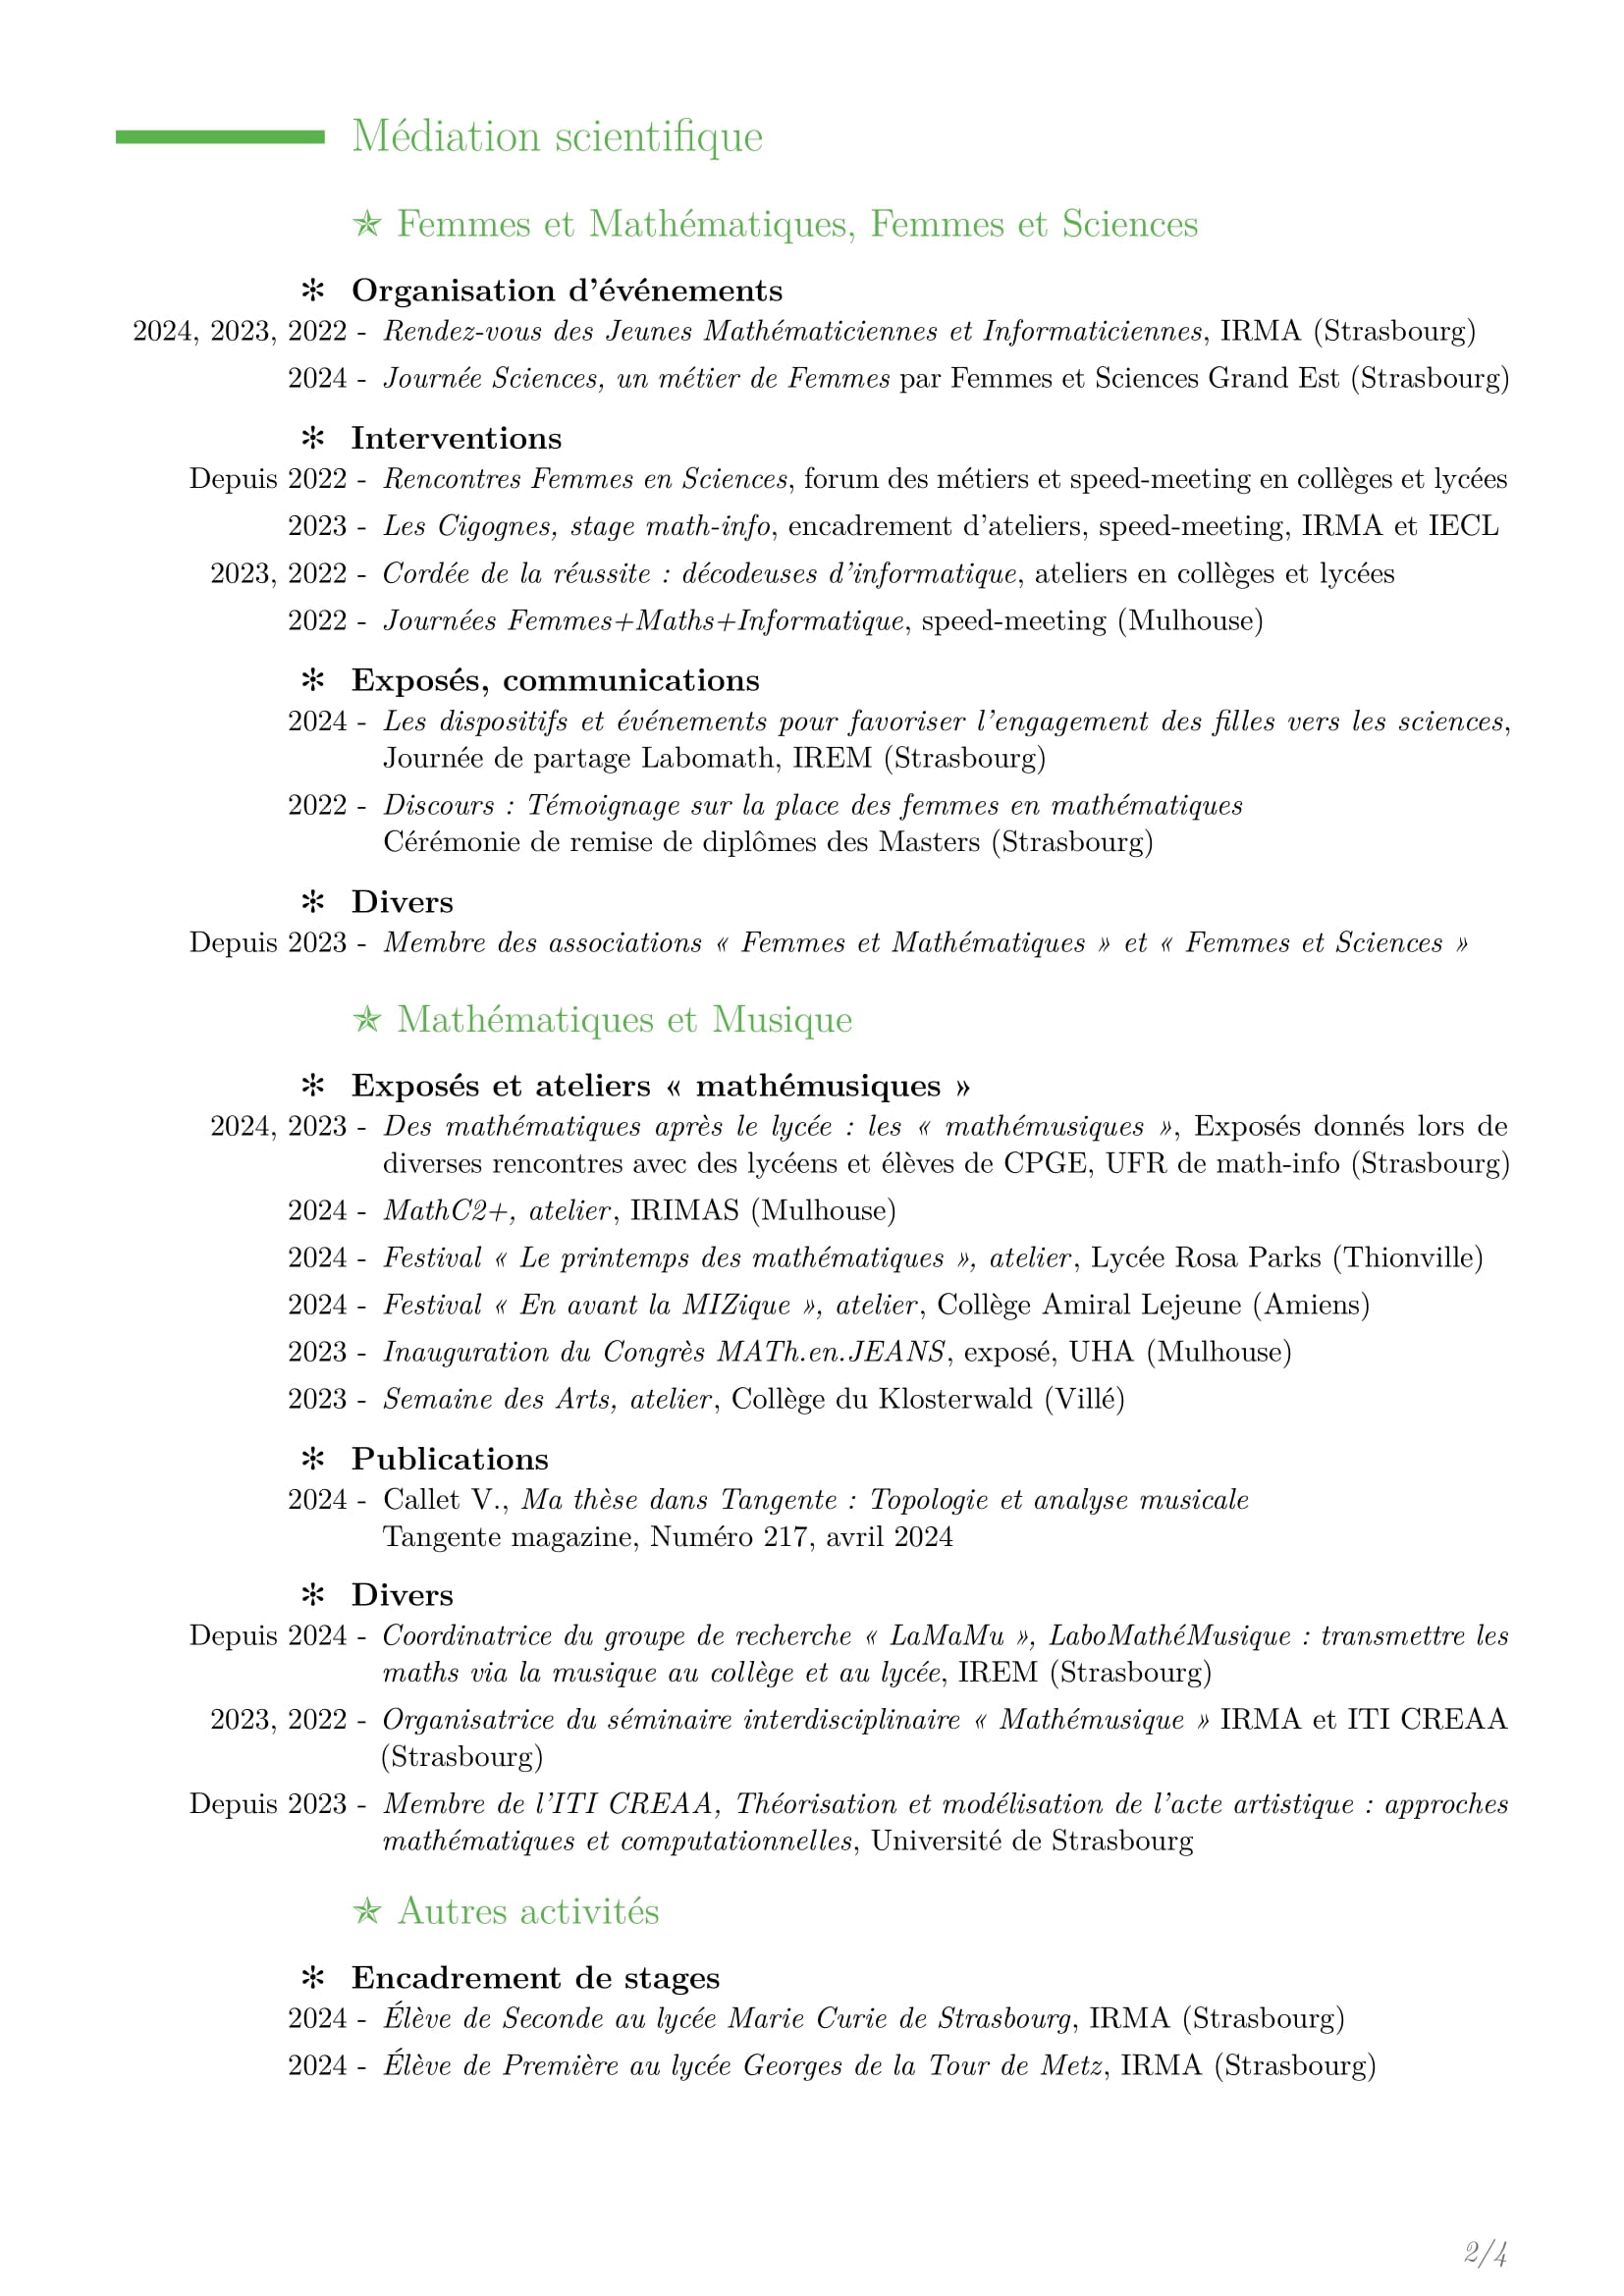 Médiation scientifique
✯ Femmes et Mathématiques, Femmes et Sciences
✻ Organisation d'événements
2024, 2023, 2022 - Rendez-vous des Jeunes Mathématiciennes et Informaticiennes, IRMA (Strasbourg)
2024 - Journée Sciences, un métier de Femmes par Femmes et Sciences Grand Est (Strasbourg)
✻ Interventions
Depuis 2022 - Rencontres Femmes en Sciences, forum des métiers et speed-meeting en collèges et lycées
2023 - Les Cigognes, stage math-info, encadrement d'ateliers, speed-meeting, IRMA et IECL
2023, 2022 - Cordée de la réussite : décodeuses d'informatique, ateliers en collèges et lycées
2022 - Journées Femmes+Maths+Informatique, speed-meeting (Mulhouse)
✻ Exposés, communications
2024 - Les dispositifs et événements pour favoriser l'engagement des filles vers les sciences,
Journée de partage Labomath, IREM (Strasbourg)
2022 - Discours : Témoignage sur la place des femmes en mathématiques
Cérémonie de remise de diplômes des Masters (Strasbourg)
✻ Divers
Depuis 2023 - Membre des associations « Femmes et Mathématiques » et « Femmes et Sciences »
✯ Mathématiques et Musique
✻ Exposés et ateliers « mathémusiques »
2024, 2023 - Des mathématiques après le lycée : les « mathémusiques », Exposés donnés lors de
diverses rencontres avec des lycéens et élèves de CPGE, UFR de math-info (Strasbourg)
2024 - MathC2+, atelier, IRIMAS (Mulhouse)
2024 - Festival « Le printemps des mathématiques », atelier, Lycée Rosa Parks (Thionville)
2024 - Festival « En avant la MIZique », atelier, Collège Amiral Lejeune (Amiens)
2023 - Inauguration du Congrès MATh.en.JEANS, exposé, UHA (Mulhouse)
2023 - Semaine des Arts, atelier, Collège du Klosterwald (Villé)
✻ Publications
2024 - Callet V., Ma thèse dans Tangente : Topologie et analyse musicale
Tangente magazine, Numéro 217, avril 2024
✻ Divers
Depuis 2024 - Coordinatrice du groupe de recherche « LaMaMu », LaboMathéMusique : transmettre les
maths via la musique au collège et au lycée, IREM (Strasbourg)
2023, 2022 - Organisatrice du séminaire interdisciplinaire « Mathémusique » IRMA et ITI CREAA
(Strasbourg)
Depuis 2023 - Membre de l'ITI CREAA, Théorisation et modélisation de l'acte artistique : approches
mathématiques et computationnelles, Université de Strasbourg
✯ Autres activités
✻ Encadrement de stages
2024 - Élève de Seconde au lycée Marie Curie de Strasbourg, IRMA (Strasbourg)
2024 - Élève de Première au lycée Georges de la Tour de Metz, IRMA (Strasbourg)
2/4